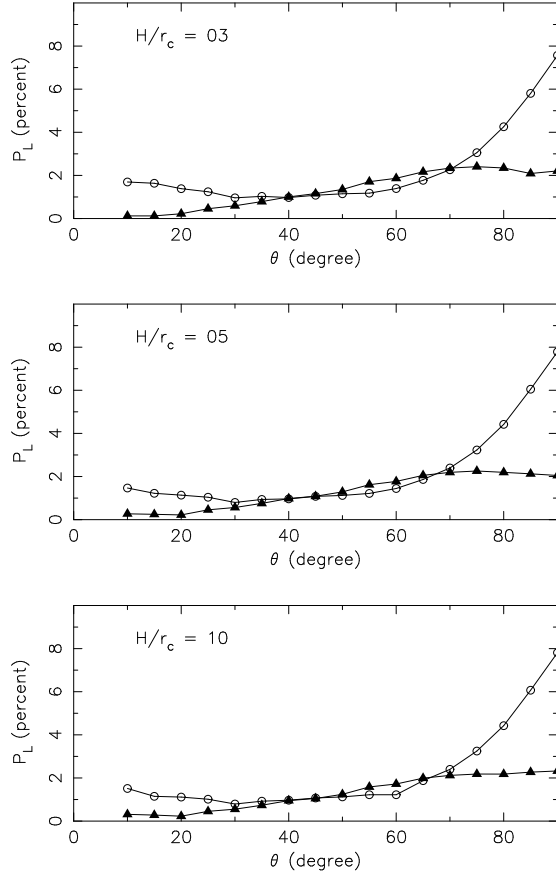 H/r_c = 03
8
6
4
2
0
P_L (percent)
0 20 40 60 80
θ (degree)
H/r_c = 05
8
6
4
2
0
P_L (percent)
0 20 40 60 80
θ (degree)
H/r_c = 10
8
6
4
2
0
P_L (percent)
0 20 40 60 80
θ (degree)